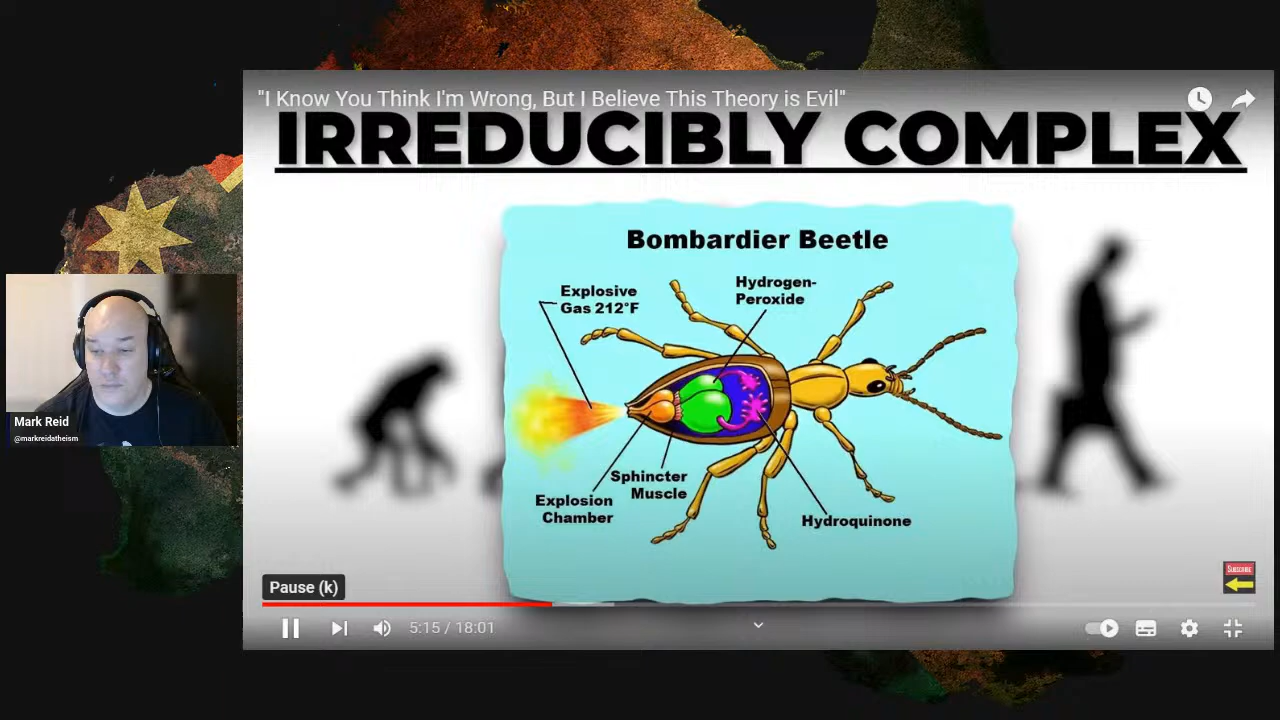 "I Know You Think I'm Wrong, But I Believe This Theory is Evil"
IRREDUCIBLY COMPLEX
Bombardier Beetle
Explosive
Gas 212°F
Hydrogen-
Peroxide
Sphincter
Muscle
Explosion
Chamber
Hydroquinone
Mark Reid
@markreidatheism
SUBSCRIBE
Pause (k)
5:15 / 18:01